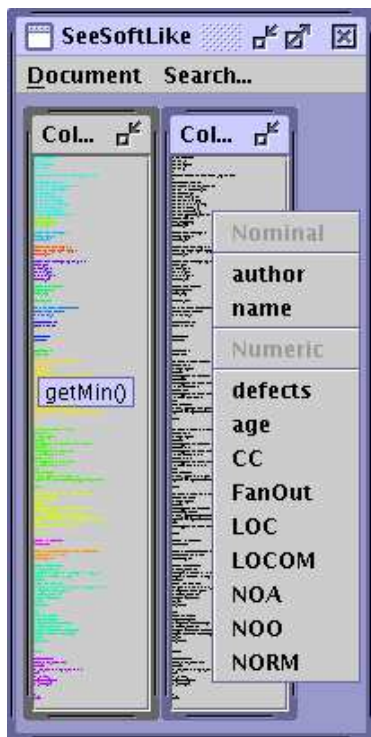 SeeSoftLike
Document Search...
Col... Col...
Nominal
author
name
Numeric
getMin()
defects
age
CC
FanOut
LOC
LOCOM
NOA
NOO
NORM